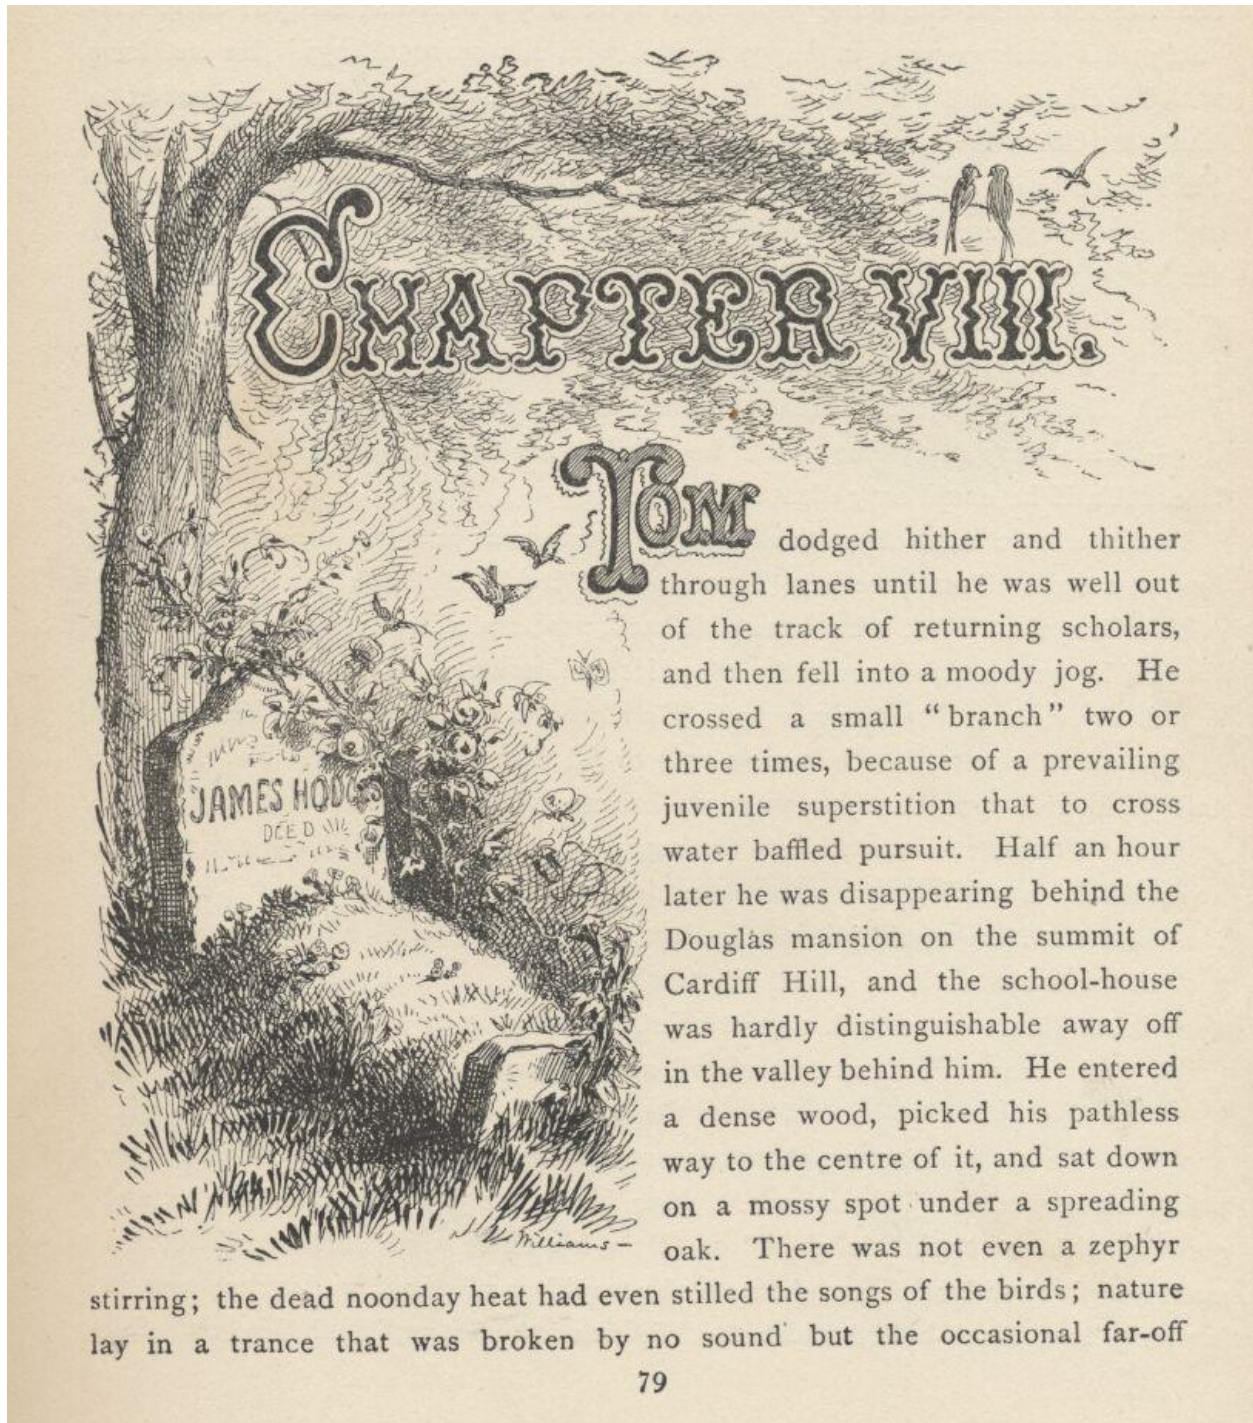 CHAPTER VIII.
TOM dodged hither and thither
through lanes until he was well out
of the track of returning scholars,
and then fell into a moody jog. He
crossed a small "branch" two or
three times, because of a prevailing
juvenile superstition that to cross
water baffled pursuit. Half an hour
later he was disappearing behind the
Douglas mansion on the summit of
Cardiff Hill, and the school-house
was hardly distinguishable away off
in the valley behind him. He entered
a dense wood, picked his pathless
way to the centre of it, and sat down
on a mossy spot under a spreading
oak. There was not even a zephyr
stirring; the dead noonday heat had even stilled the songs of the birds; nature
lay in a trance that was broken by no sound but the occasional far-off
JAMES
Williams
79